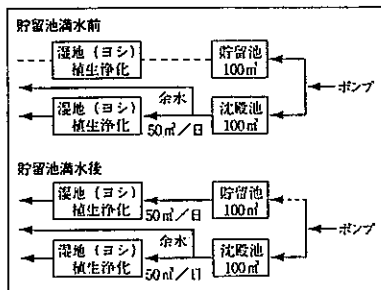 貯留池満水前
湿地（ヨシ）
植生浄化
貯留池
100㎥
余水
ポンプ
湿地（ヨシ）
植生浄化
50㎥／日
沈殿池
100㎥
貯留池満水後
湿地（ヨシ）
植生浄化
50㎥／日
貯留池
100㎥
余水
ポンプ
湿地（ヨシ）
植生浄化
50㎥／日
沈殿池
100㎥